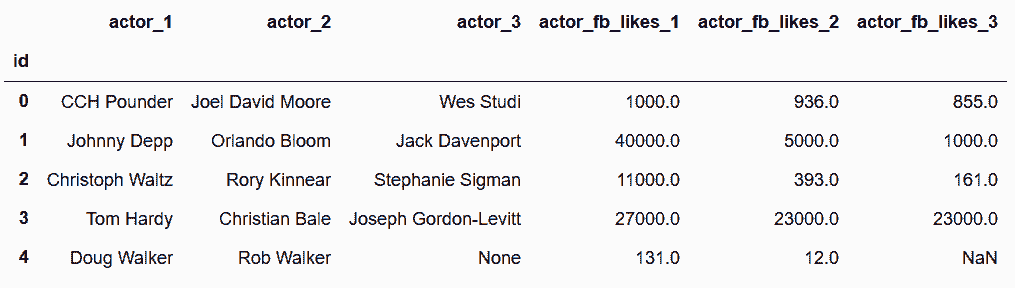 actor_1 actor_2 actor_3 actor_fb_likes_1 actor_fb_likes_2 actor_fb_likes_3
id
0 CCH Pounder Joel David Moore Wes Studi 1000.0 936.0 855.0
1 Johnny Depp Orlando Bloom Jack Davenport 40000.0 5000.0 1000.0
2 Christoph Waltz Rory Kinnear Stephanie Sigman 11000.0 393.0 161.0
3 Tom Hardy Christian Bale Joseph Gordon-Levitt 27000.0 23000.0 23000.0
4 Doug Walker Rob Walker None 131.0 12.0 NaN